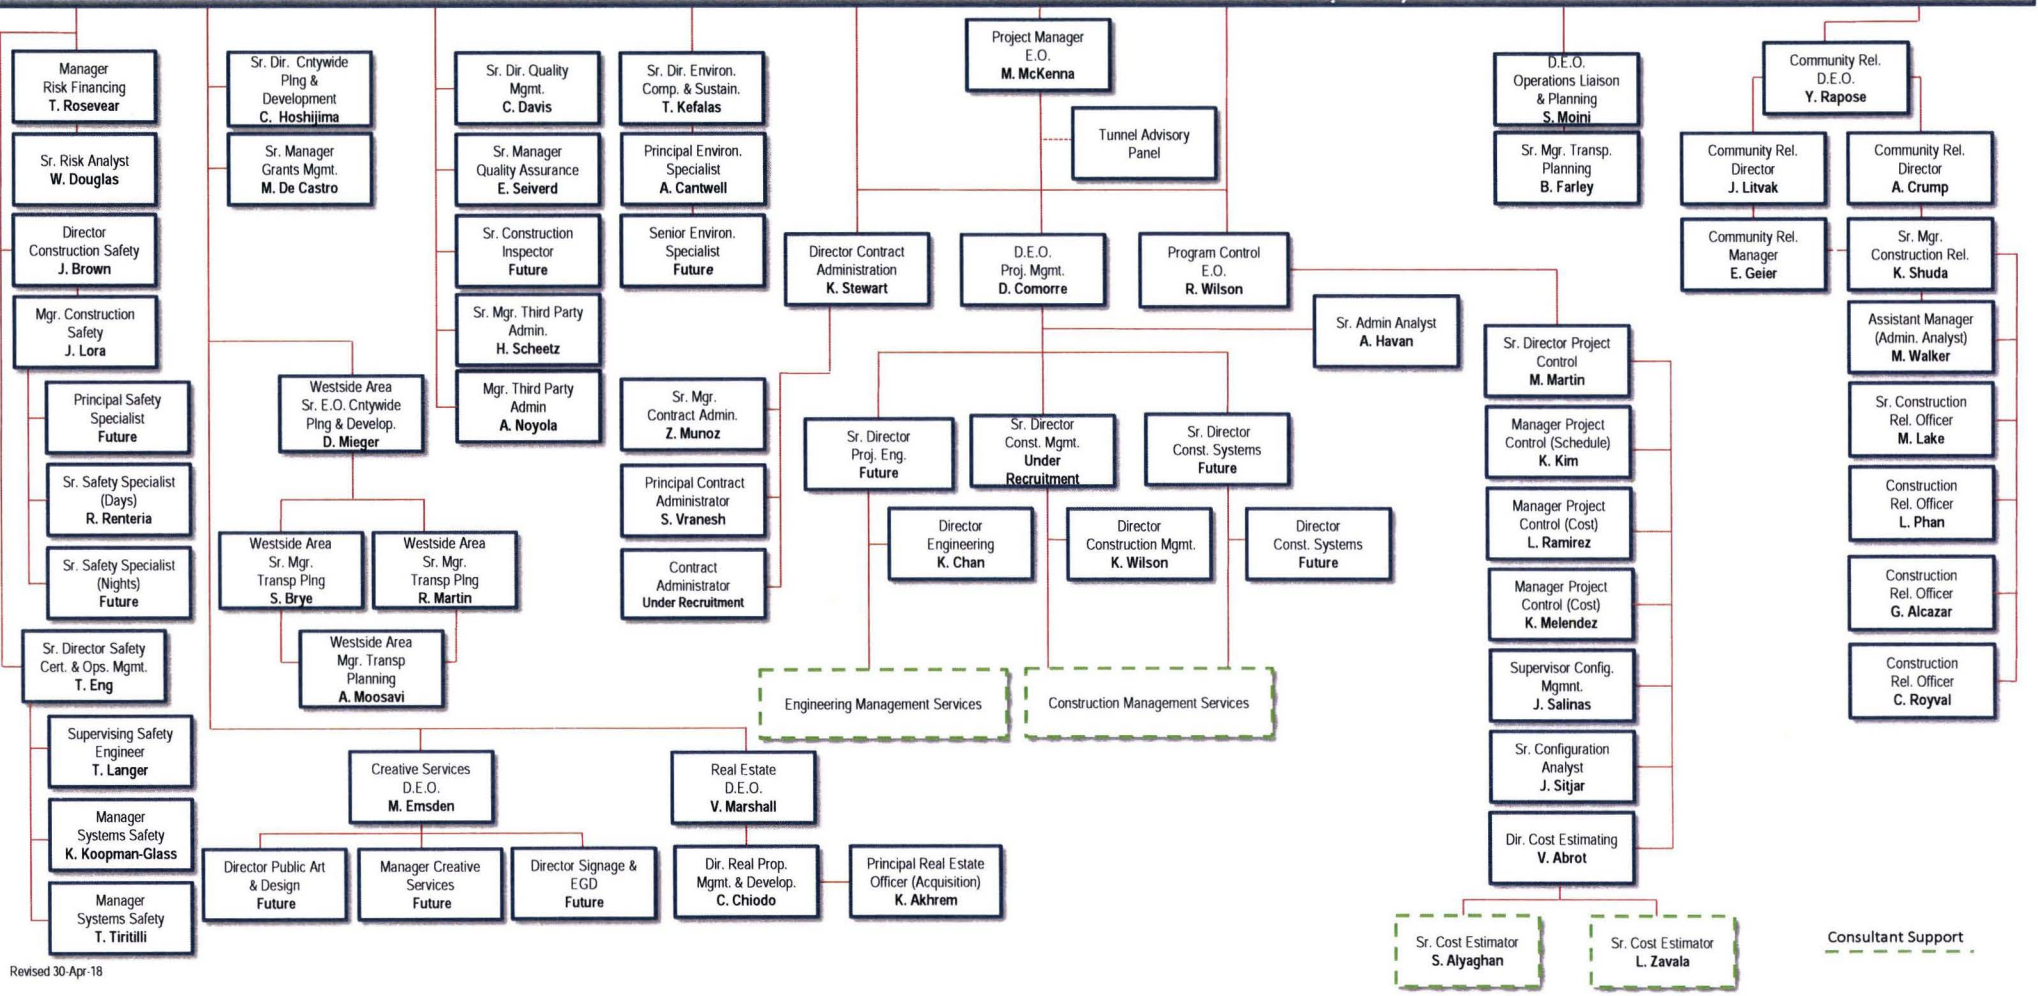 Manager
Risk Financing
T. Rosevear
Sr. Risk Analyst
W. Douglas
Director
Construction Safety
J. Brown
Mgr. Construction
Safety
J. Lora
Principal Safety
Specialist
Future
Sr. Safety Specialist
(Days)
R. Renteria
Sr. Safety Specialist
(Nights)
Future
Sr. Director Safety
Cert. & Ops. Mgmt.
T. Eng
Supervising Safety
Engineer
T. Langer
Manager
Systems Safety
K. Koopman-Glass
Manager
Systems Safety
T. Tiritilli
Sr. Dir. Cntywide
Plng &
Development
C. Hoshijima
Sr. Manager
Grants Mgmt.
M. De Castro
Westside Area
Sr. E.O. Cntywide
Plng & Develop.
D. Mieger
Westside Area
Sr. Mgr.
Transp Plng
S. Brye
Westside Area
Sr. Mgr.
Transp Plng
R. Martin
Westside Area
Mgr. Transp
Planning
A. Moosavi
Creative Services
D.E.O.
M. Emsden
Director Public Art
& Design
Future
Manager Creative
Services
Future
Director Signage &
EGD
Future
Real Estate
D.E.O.
V. Marshall
Dir. Real Prop.
Mgmt. & Develop.
C. Chiodo
Principal Real Estate
Officer (Acquisition)
K. Akhrem
Sr. Dir. Quality
Mgmt.
C. Davis
Sr. Manager
Quality Assurance
E. Seiverd
Sr. Construction
Inspector
Future
Sr. Mgr. Third Party
Admin.
H. Scheetz
Mgr. Third Party
Admin
A. Noyola
Sr. Dir. Environ.
Comp. & Sustain.
T. Kefalas
Principal Environ.
Specialist
A. Cantwell
Senior Environ.
Specialist
Future
Project Manager
E.O.
M. McKenna
Tunnel Advisory
Panel
Director Contract
Administration
K. Stewart
Sr. Mgr.
Contract Admin.
Z. Munoz
Principal Contract
Administrator
S. Vranesh
Contract
Administrator
Under Recruitment
D.E.O.
Proj. Mgmt.
D. Comorre
Sr. Admin Analyst
A. Havan
Sr. Director
Proj. Eng.
Future
Sr. Director
Const. Mgmt.
Under
Recruitment
Sr. Director
Const. Systems
Future
Director
Engineering
K. Chan
Director
Construction Mgmt.
K. Wilson
Director
Const. Systems
Future
Engineering Management Services
Construction Management Services
Program Control
E.O.
R. Wilson
Sr. Director Project
Control
M. Martin
Manager Project
Control (Schedule)
K. Kim
Manager Project
Control (Cost)
L. Ramirez
Manager Project
Control (Cost)
K. Melendez
Supervisor Config.
Mgmnt.
J. Salinas
Sr. Configuration
Analyst
J. Sitjar
Dir. Cost Estimating
V. Abrot
Sr. Cost Estimator
S. Alyaghan
Sr. Cost Estimator
L. Zavala
D.E.O.
Operations Liaison
& Planning
S. Moini
Sr. Mgr. Transp.
Planning
B. Farley
Community Rel.
D.E.O.
Y. Rapose
Community Rel.
Director
J. Litvak
Community Rel.
Manager
E. Geier
Community Rel.
Director
A. Crump
Sr. Mgr.
Construction Rel.
K. Shuda
Assistant Manager
(Admin. Analyst)
M. Walker
Sr. Construction
Rel. Officer
M. Lake
Construction
Rel. Officer
L. Phan
Construction
Rel. Officer
G. Alcazar
Construction
Rel. Officer
C. Royval
Consultant Support
Revised 30-Apr-18